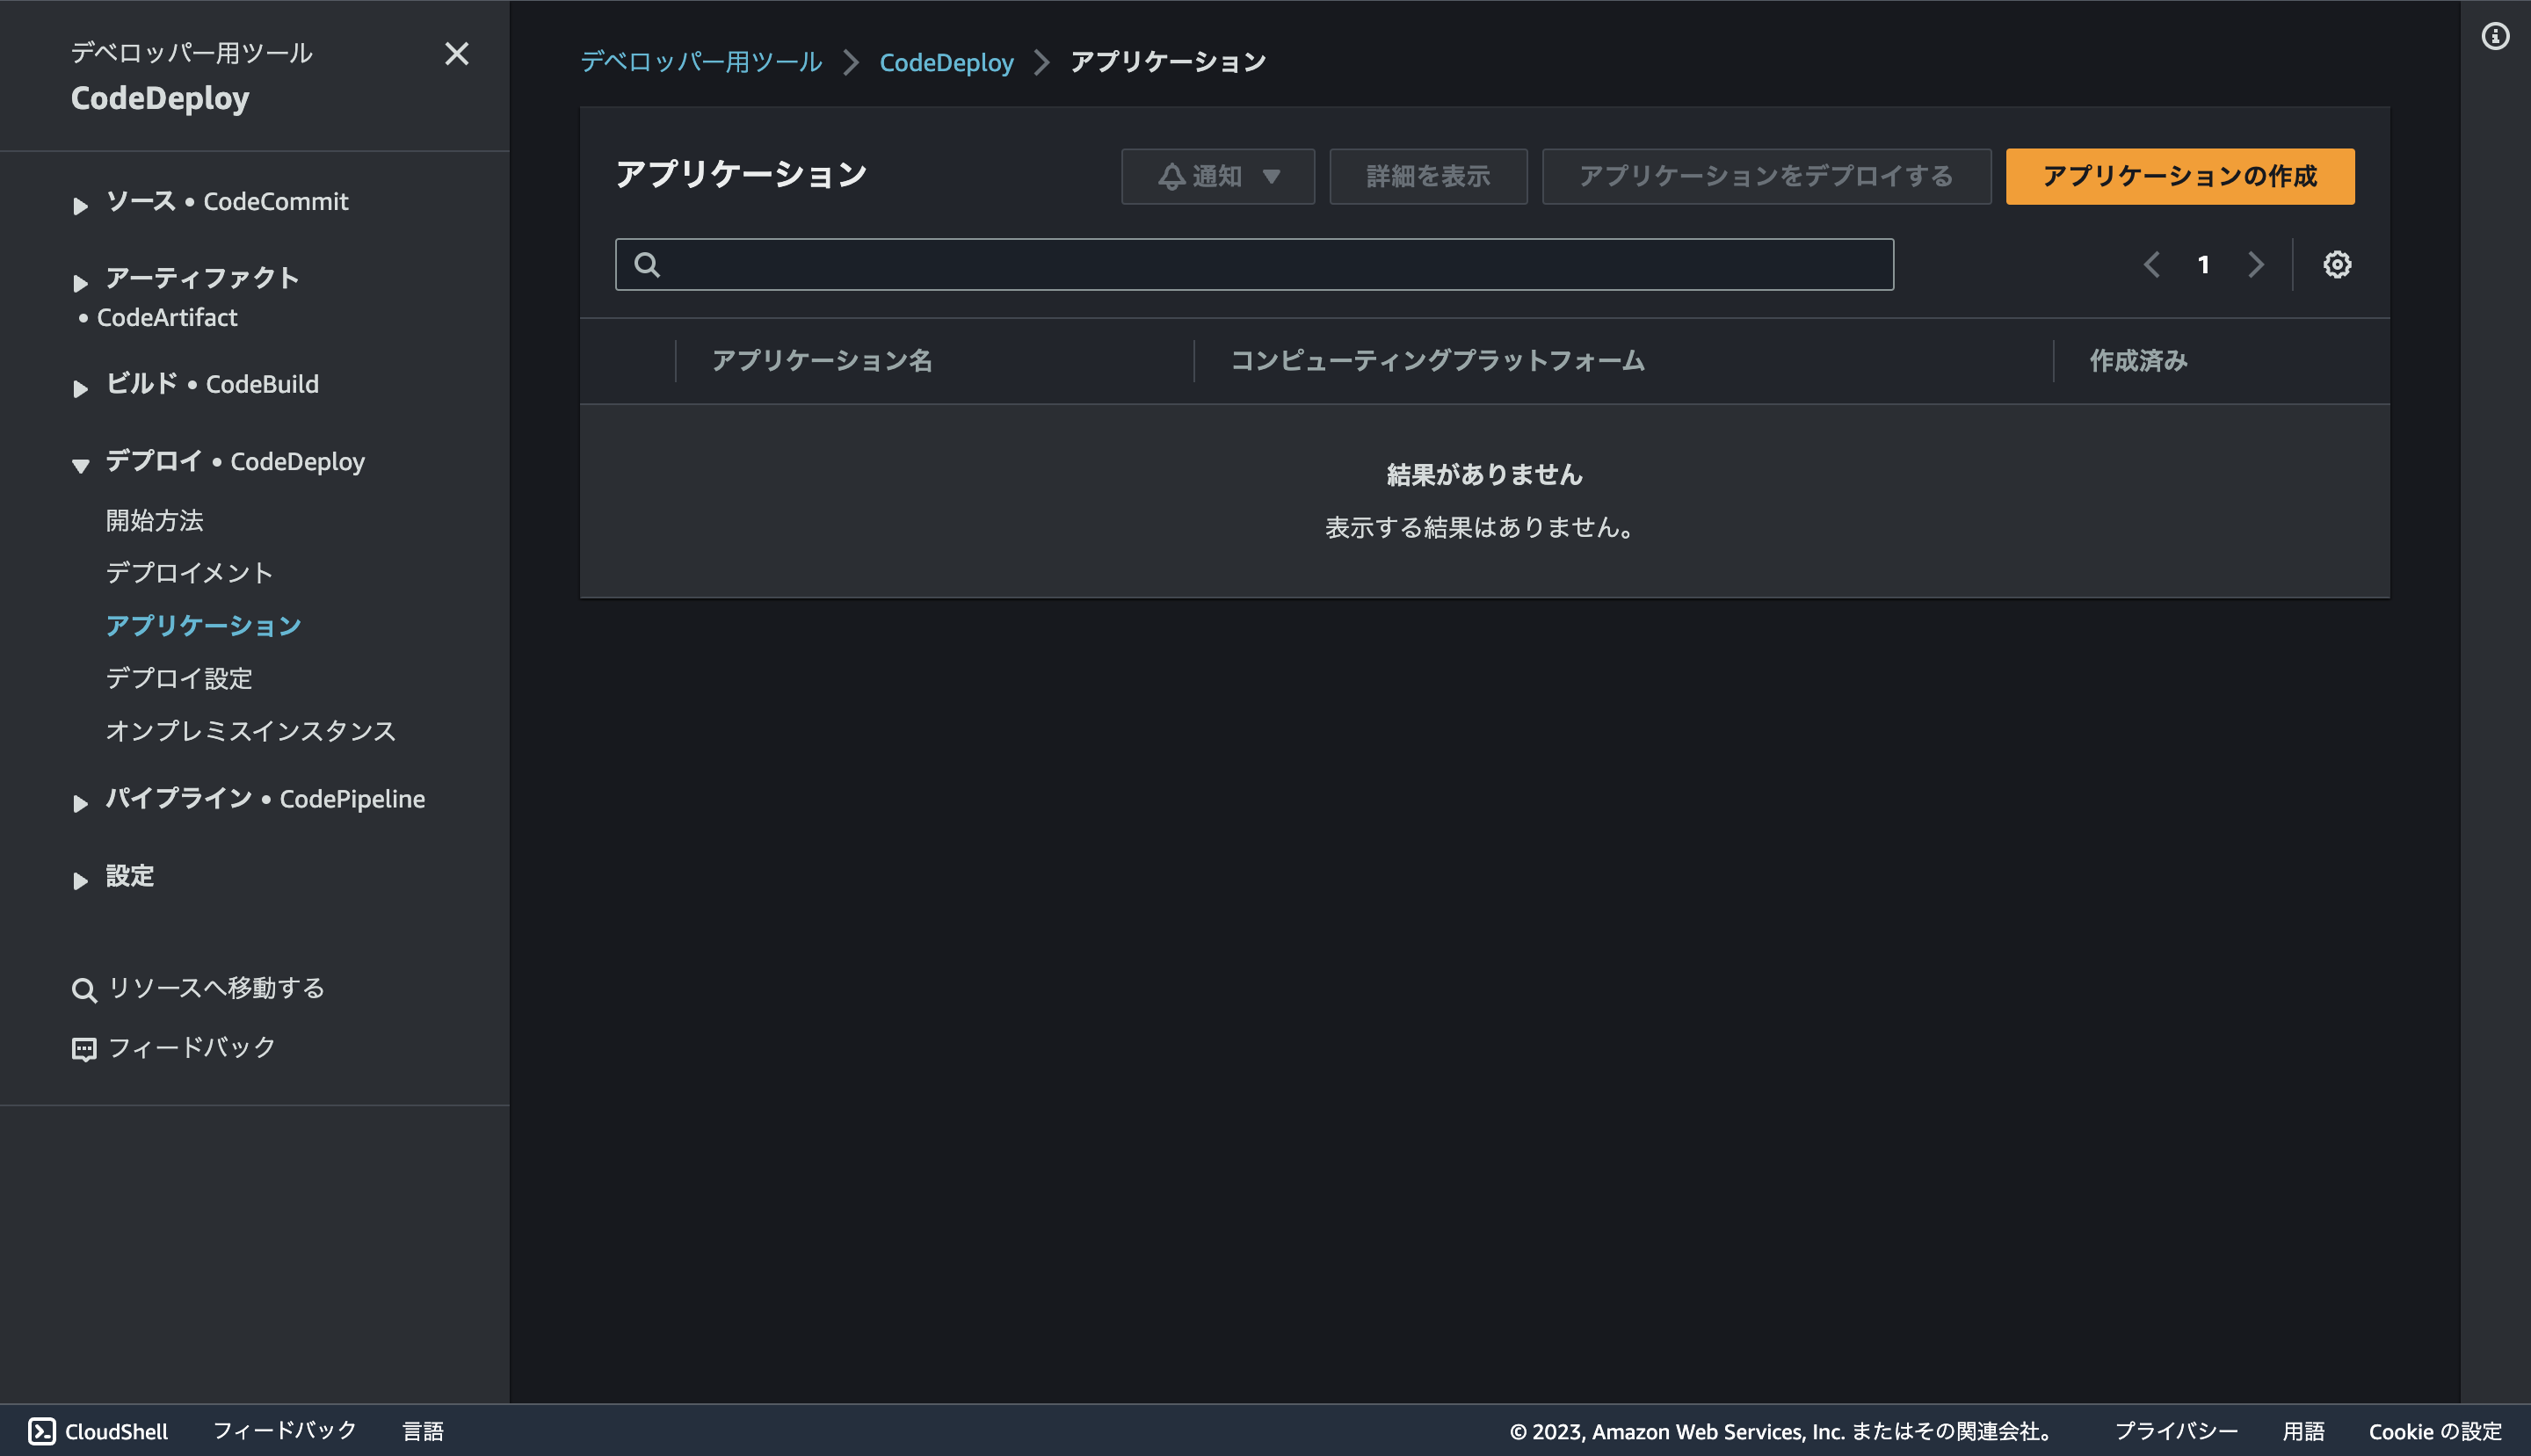 デベロッパー用ツール
CodeDeploy
ソース • CodeCommit
アーティファクト
• CodeArtifact
ビルド • CodeBuild
デプロイ • CodeDeploy
開始方法
デプロイメント
アプリケーション
デプロイ設定
オンプレミスインスタンス
パイプライン • CodePipeline
設定
リソースへ移動する
フィードバック
デベロッパー用ツール CodeDeploy アプリケーション
アプリケーション 通知 詳細を表示 アプリケーションをデプロイする アプリケーションの作成
1
アプリケーション名 コンピューティングプラットフォーム 作成済み
結果がありません
表示する結果はありません。
CloudShell フィードバック 言語 © 2023, Amazon Web Services, Inc. またはその関連会社。 プライバシー 用語 Cookie の設定